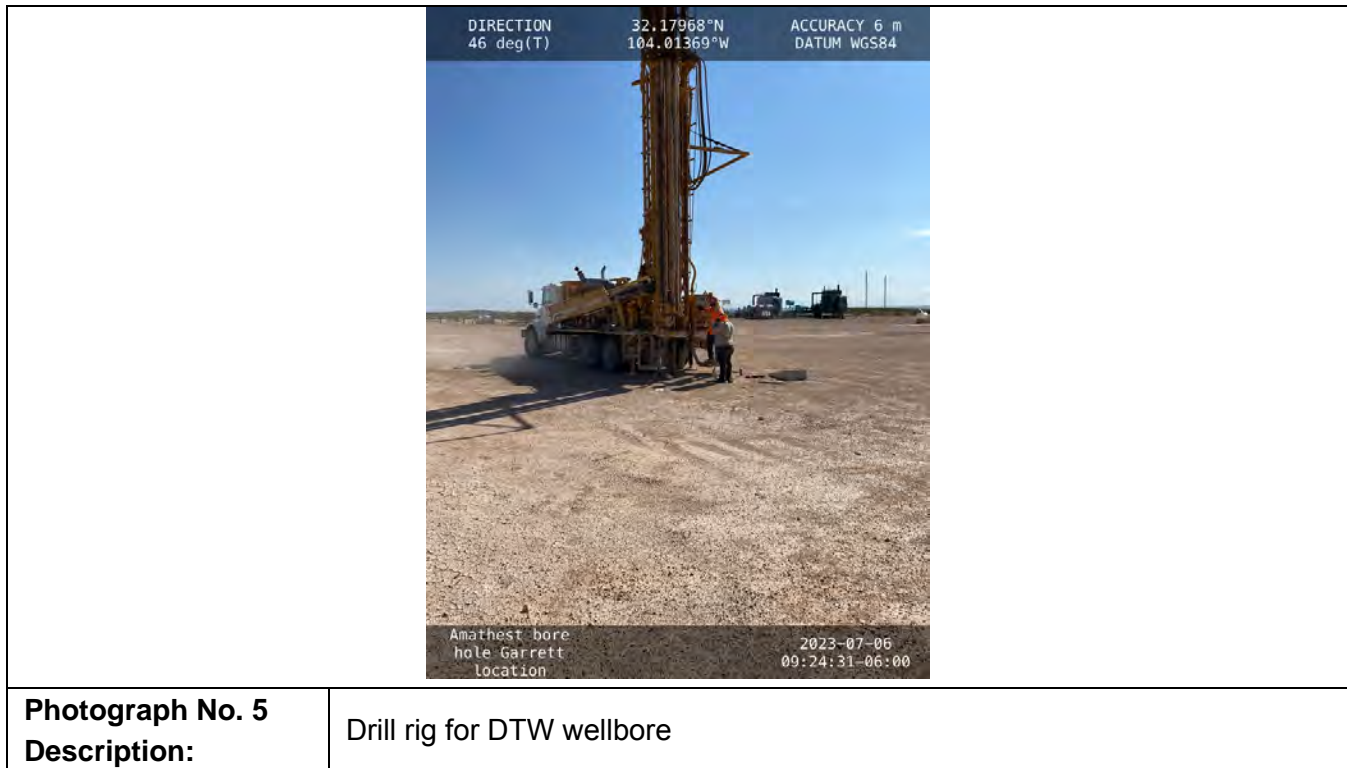 DIRECTION
46 deg(T)
32.17968°N
104.01369°W
ACCURACY 6 m
DATUM WGS84
Amathest bore
hole Garrett
location
2023-07-06
09:24:31-06:00
Photograph No. 5
Description:
Drill rig for DTW wellbore